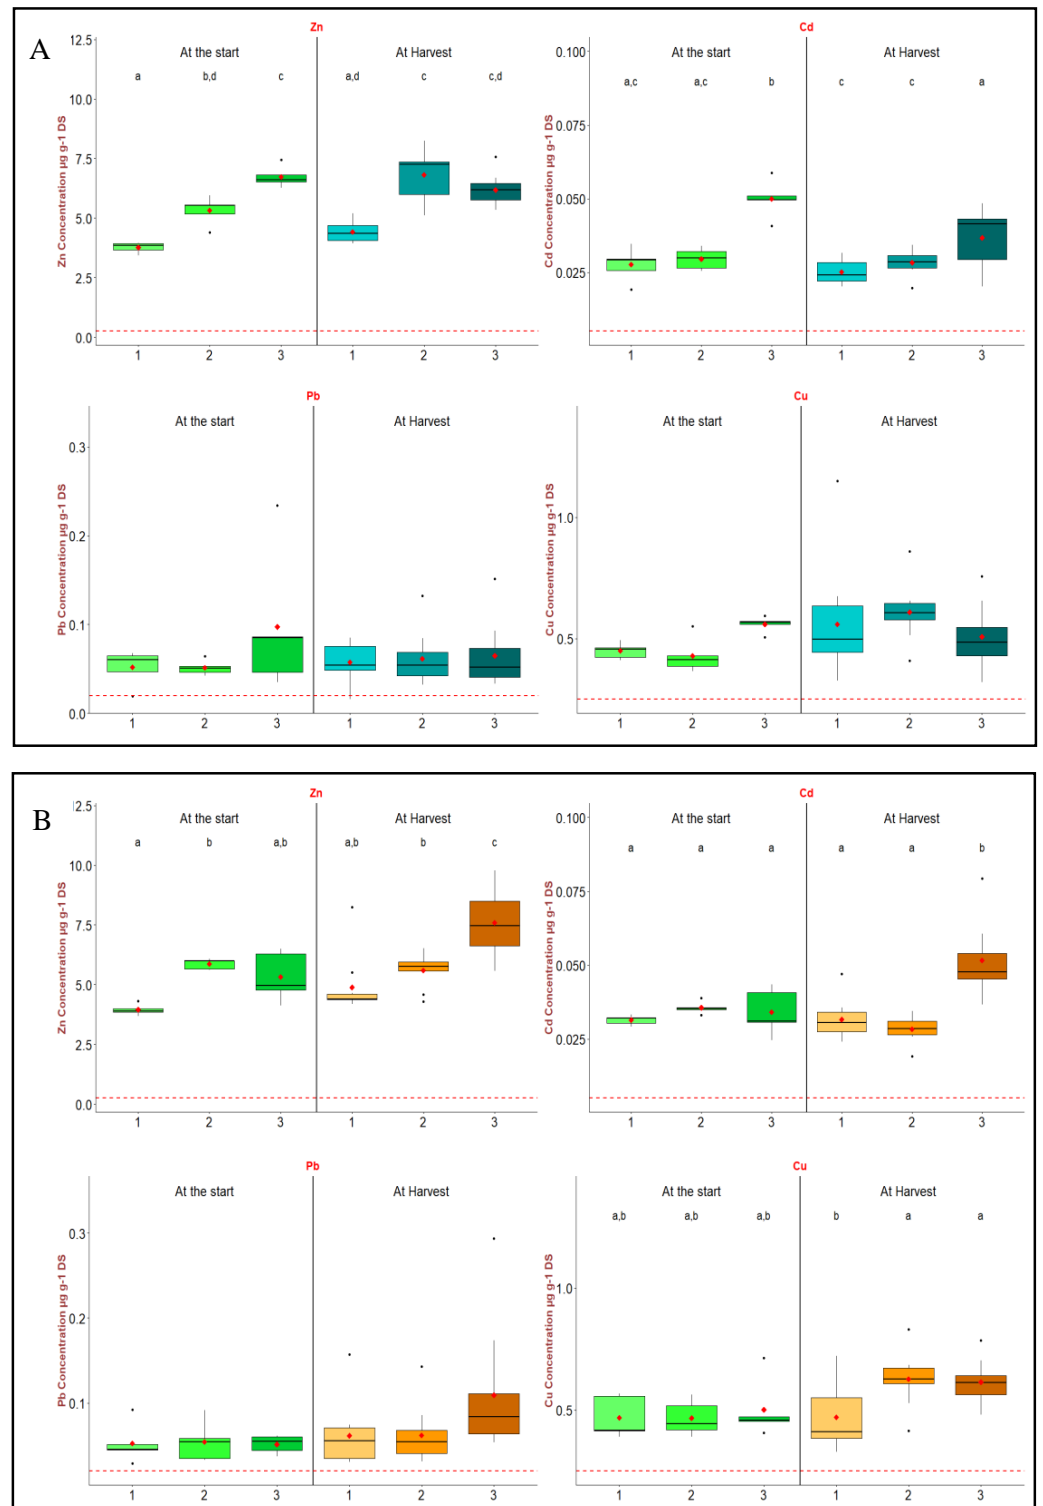 A
Zn
Cd
12.5
10.0
7.5
5.0
2.5
0.0
Zn Concentration µg g-1 DS
At the start
At Harvest
a
b,d
c
a,d
c
c,d
1
2
3
1
2
3
0.100
0.075
0.050
0.025
Cd Concentration µg g-1 DS
At the start
At Harvest
a,c
a,c
b
c
c
a
1
2
3
1
2
3
Pb
Cu
0.3
0.2
0.1
0.0
Pb Concentration µg g-1 DS
At the start
At Harvest
1
2
3
1
2
3
1.0
0.5
Cu Concentration µg g-1 DS
At the start
At Harvest
1
2
3
1
2
3
B
Zn
Cd
2.5
10.0
7.5
5.0
2.5
0.0
Zn Concentration µg g-1 DS
At the start
At Harvest
a
b
a,b
a,b
b
c
1
2
3
1
2
3
0.100
0.075
0.050
0.025
Cd Concentration µg g-1 DS
At the start
At Harvest
a
a
a
a
a
b
1
2
3
1
2
3
Pb
Cu
0.3
0.2
0.1
Pb Concentration µg g-1 DS
At the start
At Harvest
1
2
3
1
2
3
1.0
0.5
Cu Concentration µg g-1 DS
At the start
At Harvest
a,b
a,b
a,b
b
a
a
1
2
3
1
2
3